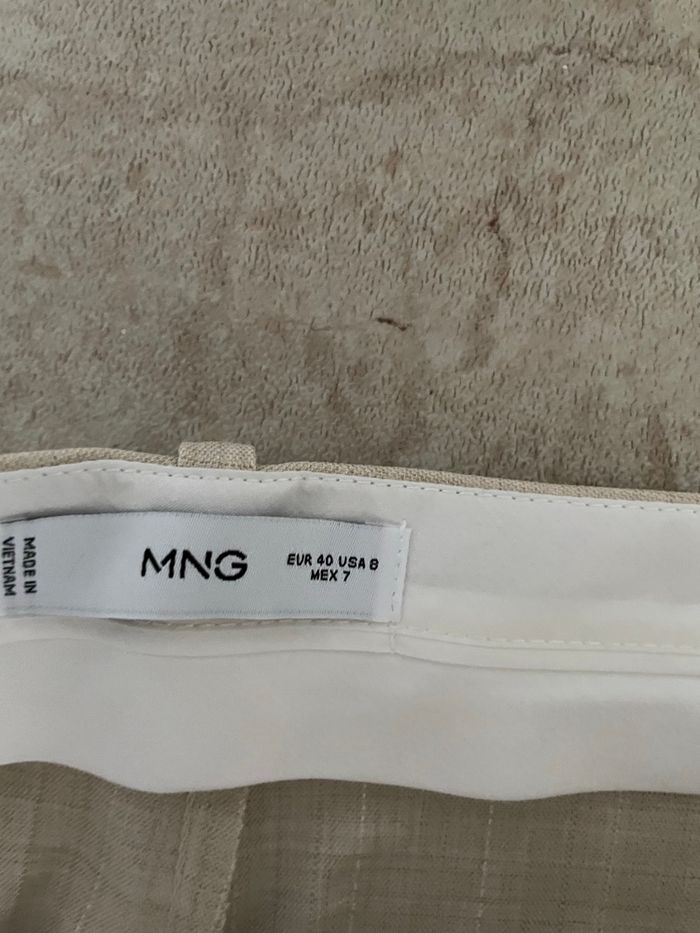 MADE IN
VIETNAM
MNG
EUR 40 USA 8
MEX 7